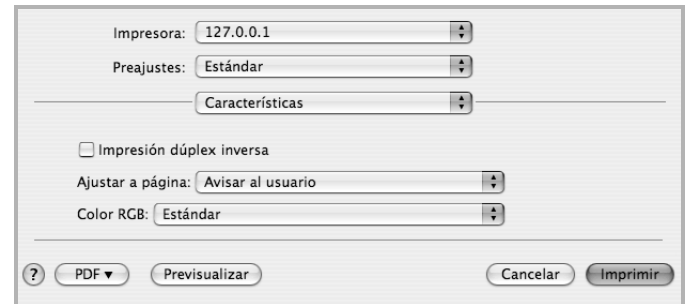 Impresora: 127.0.0.1
Preajustes: Estándar
Características
Impresión dúplex inversa
Ajustar a página: Avisar al usuario
Color RGB: Estándar
? PDF ▼ Previsualizar Cancelar Imprimir